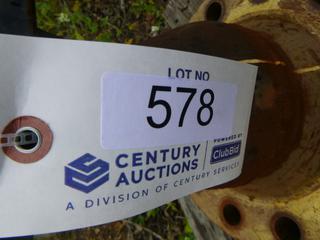 LOT NO
578
POWERED BY
CENTURY
AUCTIONS
ClubBid
A DIVISION OF CENTURY SERVICES